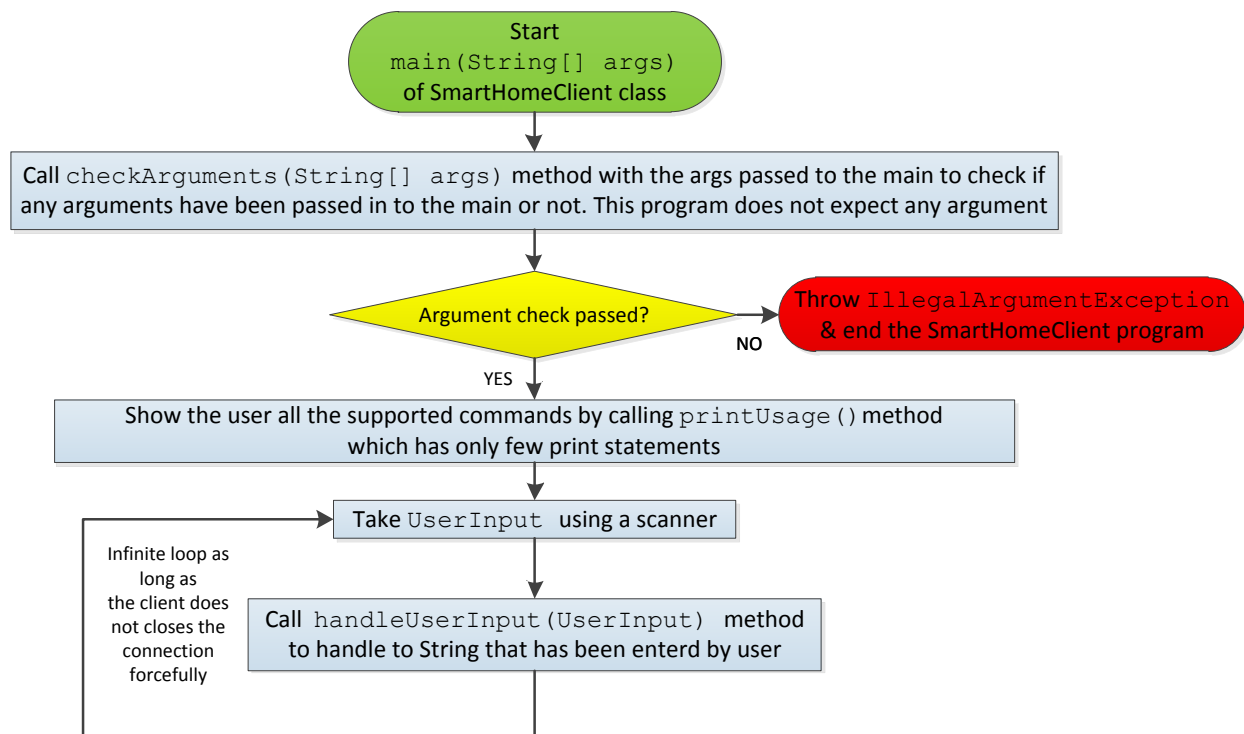 Start
main(String[] args)
of SmartHomeClient class
Call checkArguments(String[] args) method with the args passed to the main to check if
any arguments have been passed in to the main or not. This program does not expect any argument
Argument check passed?
Throw IllegalArgumentException
& end the SmartHomeClient program
NO
YES
Show the user all the supported commands by calling printUsage() method
which has only few print statements
Take UserInput using a scanner
Infinite loop as
long as
the client does
not closes the
connection
forcefully
Call handleUserInput(UserInput) method
to handle to String that has been enterd by user